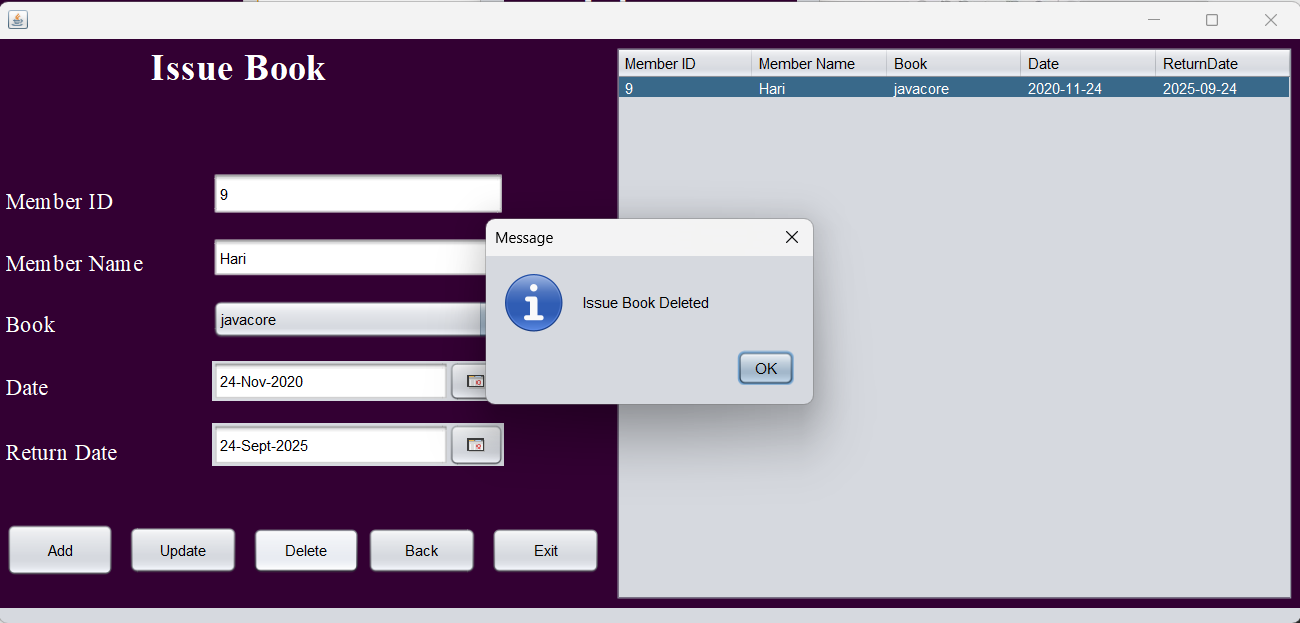 Issue Book
Member ID 9
Member Name Hari
Book javacore
Date 24-Nov-2020
Return Date 24-Sept-2025
Add Update Delete Back Exit
Member ID Member Name Book Date ReturnDate
9 Hari javacore 2020-11-24 2025-09-24
Message
Issue Book Deleted
OK